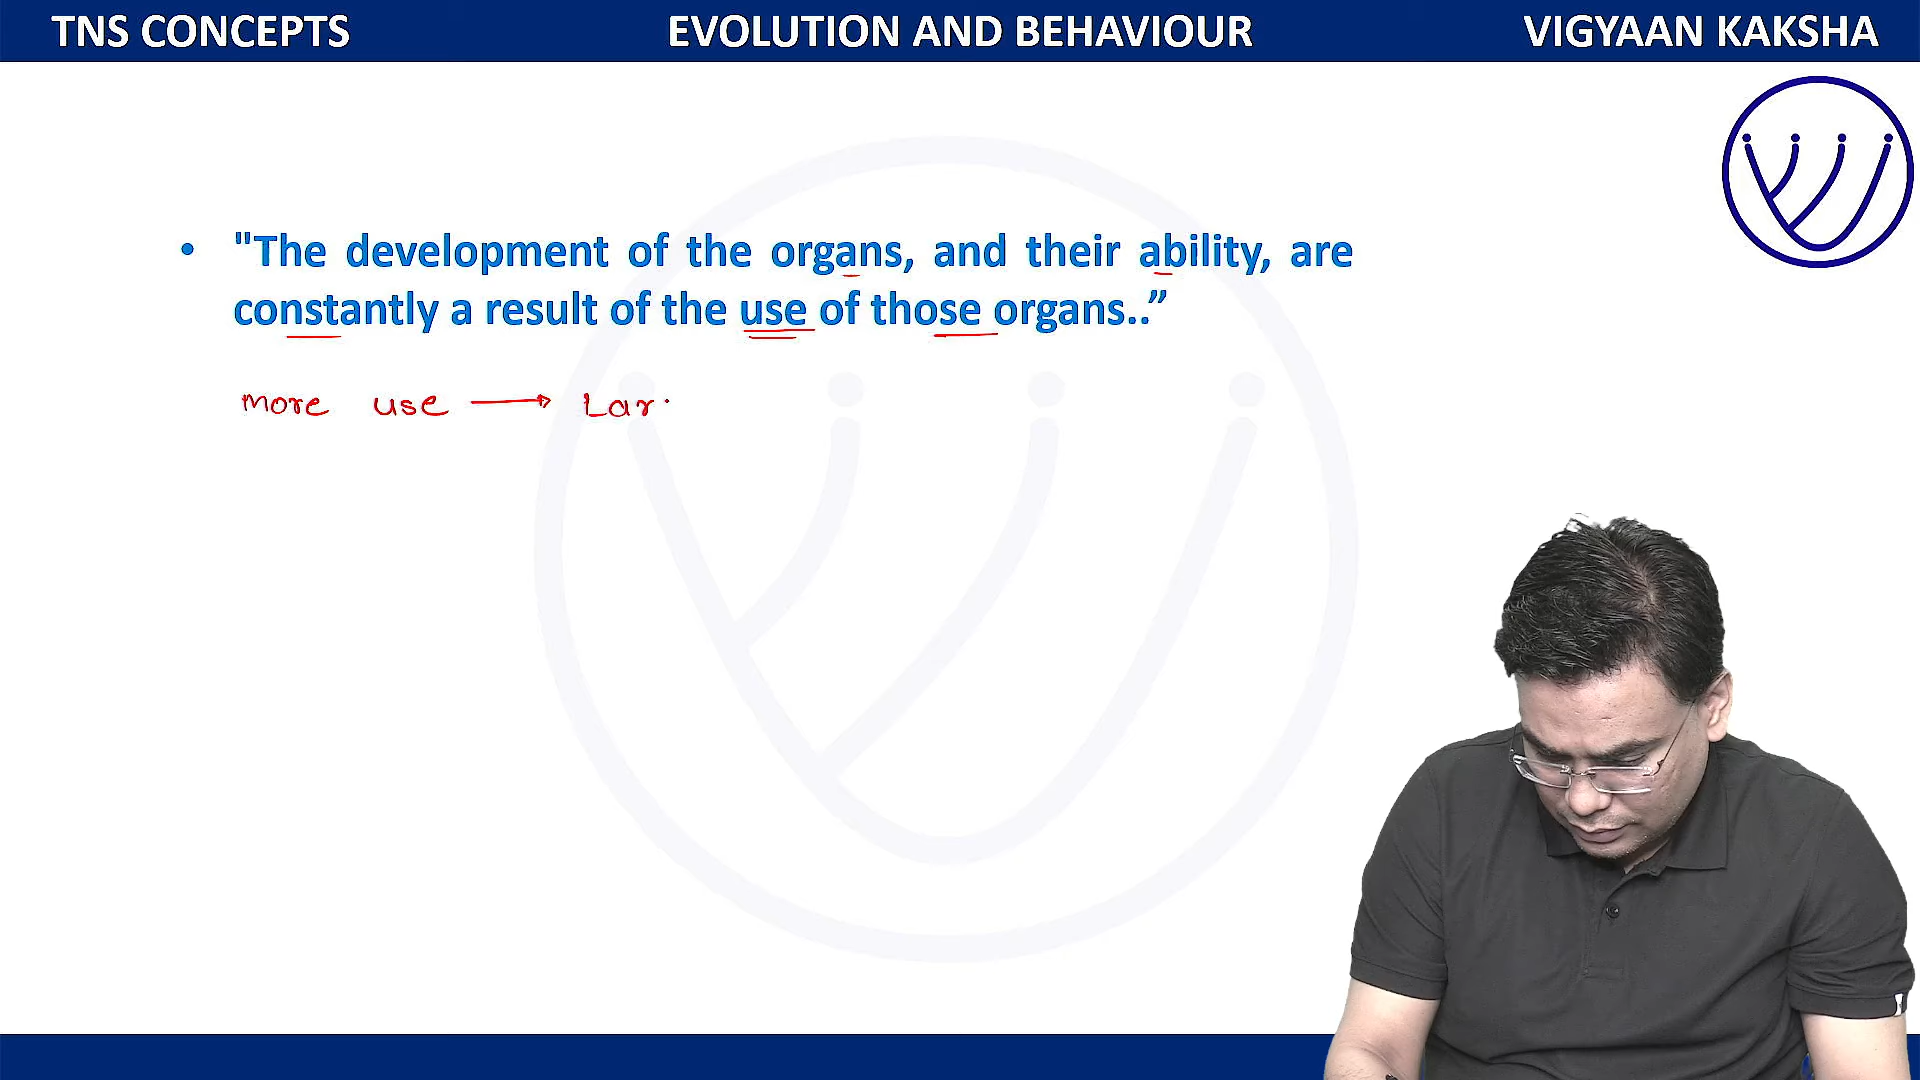 TNS CONCEPTS EVOLUTION AND BEHAVIOUR VIGYAAN KAKSHA
• "The development of the organs, and their ability, are
constantly a result of the use of those organs..”
more use → Lar